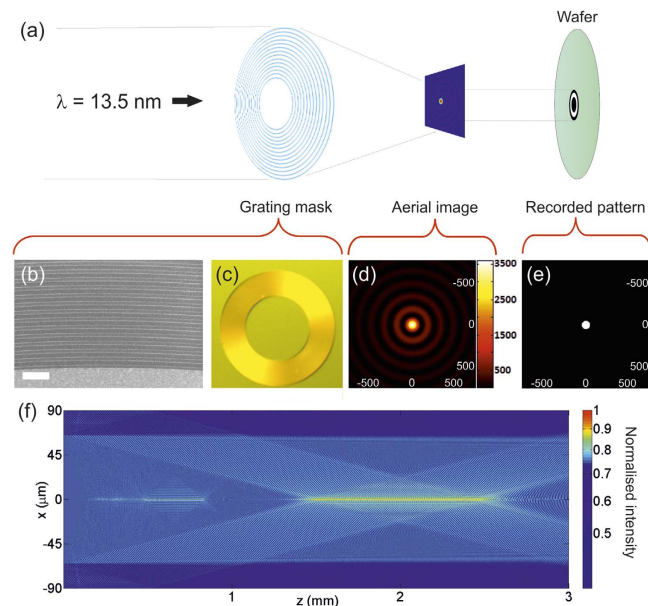 (a)
Wafer
λ = 13.5 nm
Grating mask
Aerial image
Recorded pattern
(b)
(c)
(d)
-500
0
500
-500
0
500
3500
2500
1500
500
(e)
-500
0
500
-500
0
500
(f)
90
45
0
-45
-90
x (μm)
1
2
3
z (mm)
1
0.9
0.8
0.7
0.6
0.5
Normalised intensity